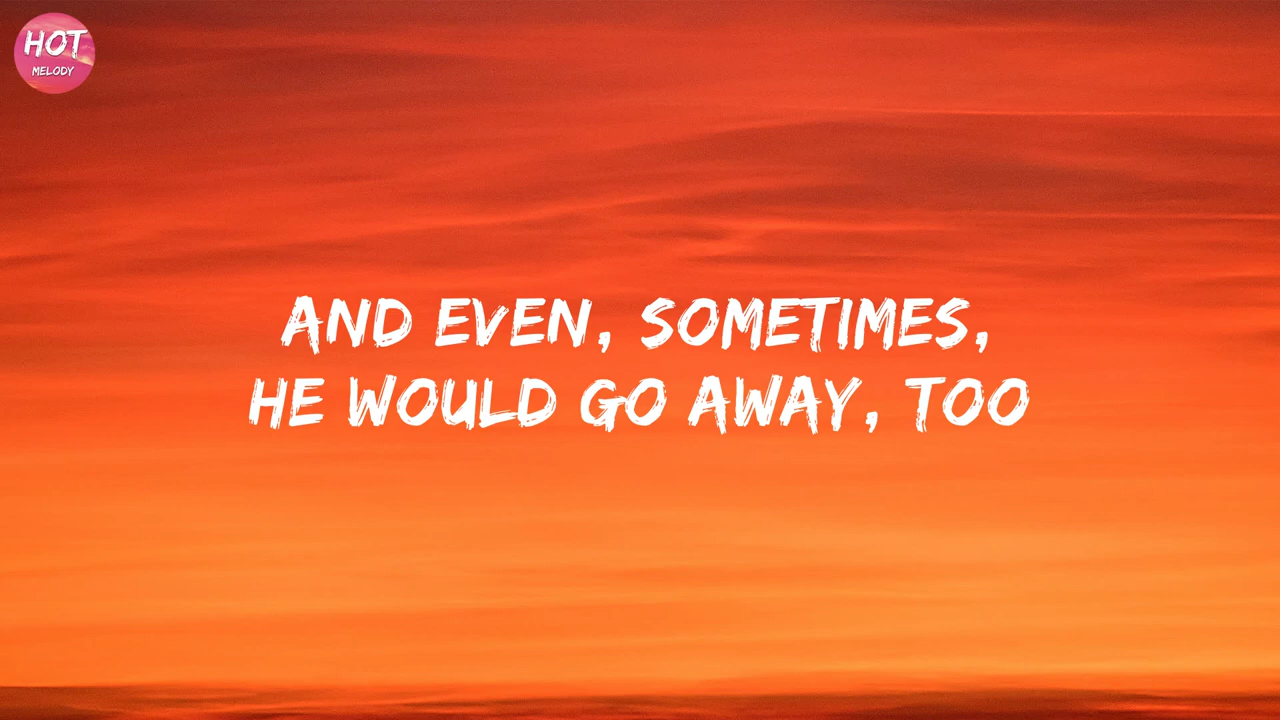 HOT
MELODY
AND EVEN, SOMETIMES,
HE WOULD GO AWAY, TOO